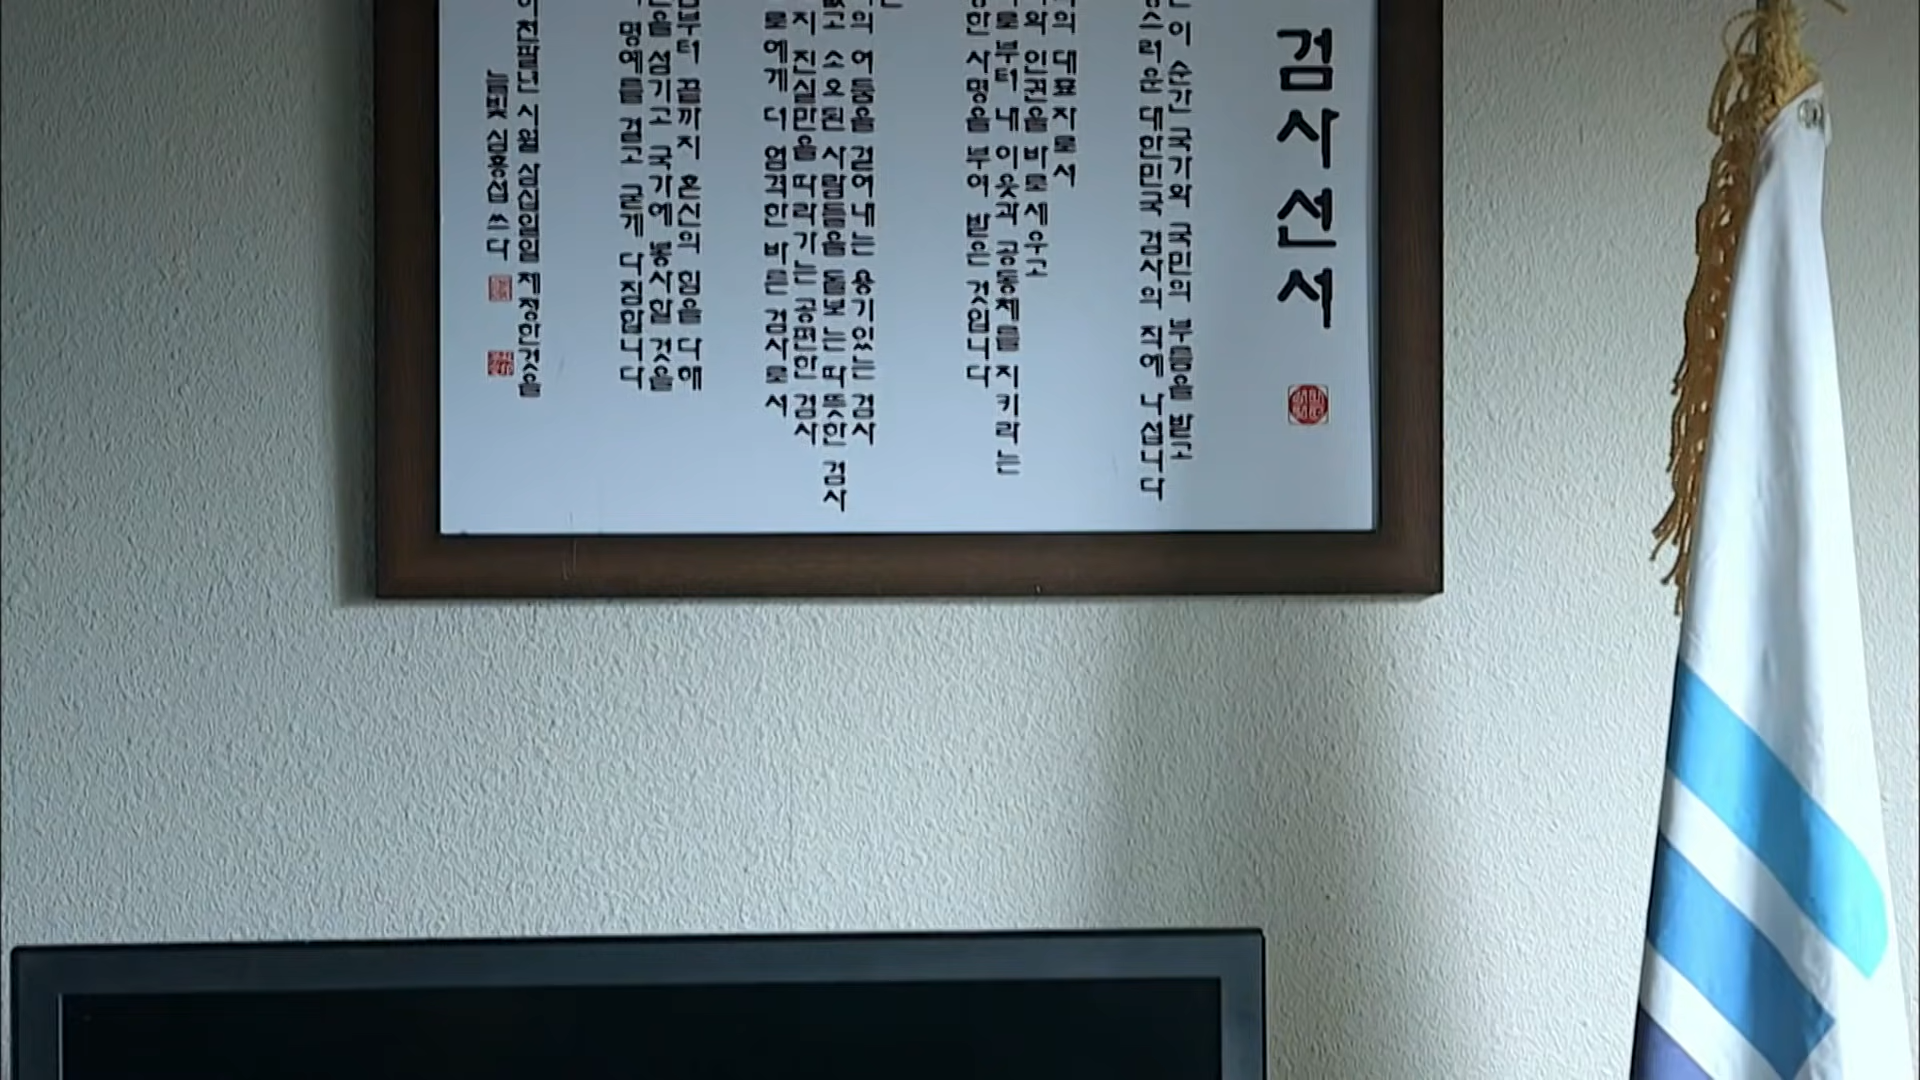 검사선서
이 순간 국가와 국민의 부름을 받고
스러운 대한민국 검사의 직에 나섭니다
의 대표자로서
와 인권을 바로 세우고
로부터 내 이웃과 공동체를 지키라는
한 사명을 부여 받은 것입니다
의 어둠을 걷어내는 용기있는 검사
없고 소외된 사람들을 돌보는 따뜻한 검사
지 진실만을 따라가는 공평한 검사
로에게 더 엄격한 바른 검사로서
부터 끝까지 혼신의 힘을 다해
을 섬기고 국가에 봉사할 것을
명예를 걸고 굳게 다짐합니다
이천팔년 시월 삼십일일 제정한것을
늘빛 심응섭 쓰다